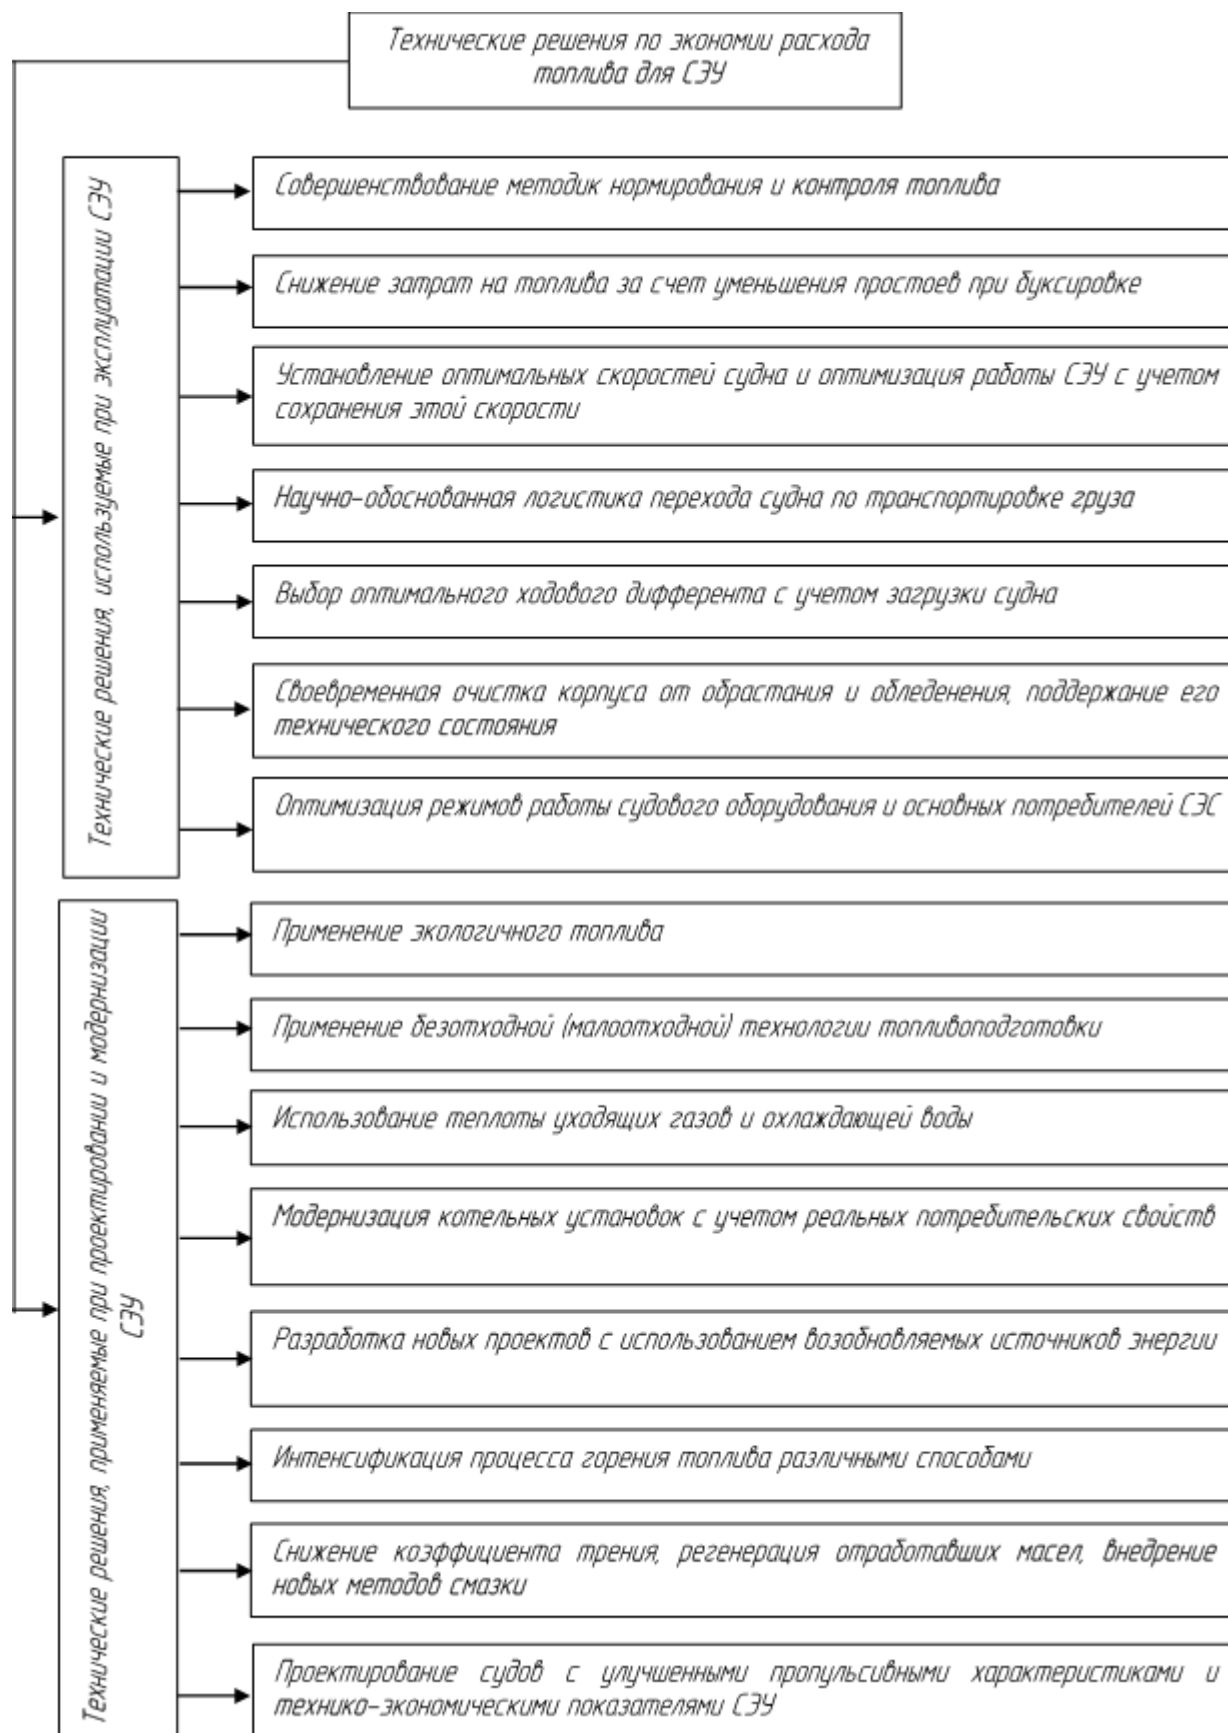 Технические решения по экономии расхода
топлива для СЭУ
Технические решения, используемые при эксплуатации СЭУ
Совершенствование методик нормирования и контроля топлива
Снижение затрат на топлива за счет уменьшения простоев при буксировке
Установление оптимальных скоростей судна и оптимизация работы СЭУ с учетом
сохранения этой скорости
Научно-обоснованная логистика перехода судна по транспортировке груза
Выбор оптимального ходового дифферента с учетом загрузки судна
Своевременная очистка корпуса от обрастания и обледенения, поддержание его
технического состояния
Оптимизация режимов работы судового оборудования и основных потребителей СЭС
Технические решения, применяемые при проектировании и модернизации
СЭУ
Применение экологичного топлива
Применение безотходной (малоотходной) технологии топливоподготовки
Использование теплоты уходящих газов и охлаждающей воды
Модернизация котельных установок с учетом реальных потребительских свойств
Разработка новых проектов с использованием возобновляемых источников энергии
Интенсификация процесса горения топлива различными способами
Снижение коэффициента трения, регенерация отработавших масел, внедрение
новых методов смазки
Проектирование судов с улучшенными пропульсивными характеристиками и
технико-экономическими показателями СЭУ